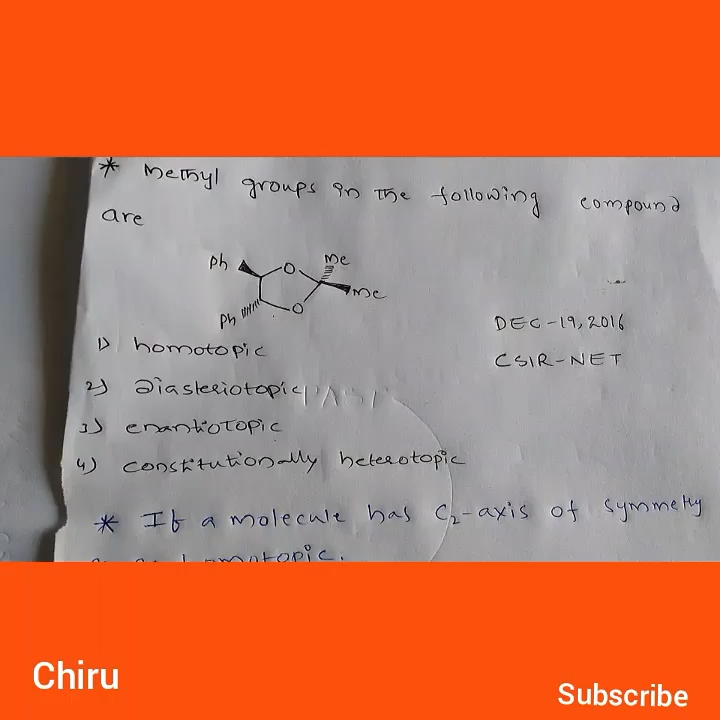 * Methyl groups in the following compound
are
Ph
O
Me
Me
Ph
O
DEC-19, 2016
CSIR-NET
1) homotopic
2) Diasteriotopic
3) enantiotopic
4) constitutionally heterotopic
* If a molecule has C2-axis of symmetry
homotopic.
Chiru
Subscribe